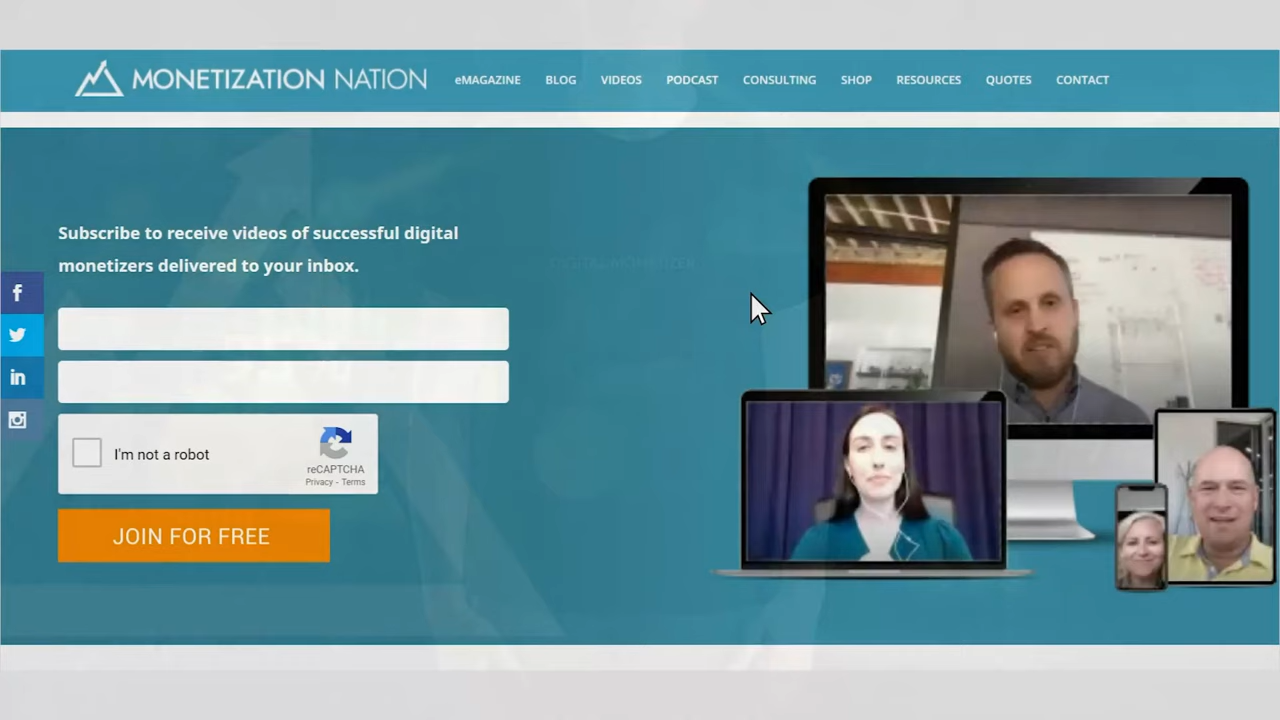 MONETIZATION NATION
eMAGAZINE
BLOG
VIDEOS
PODCAST
CONSULTING
SHOP
RESOURCES
QUOTES
CONTACT
Subscribe to receive videos of successful digital
monetizers delivered to your inbox.
I'm not a robot
reCAPTCHA
Privacy - Terms
JOIN FOR FREE